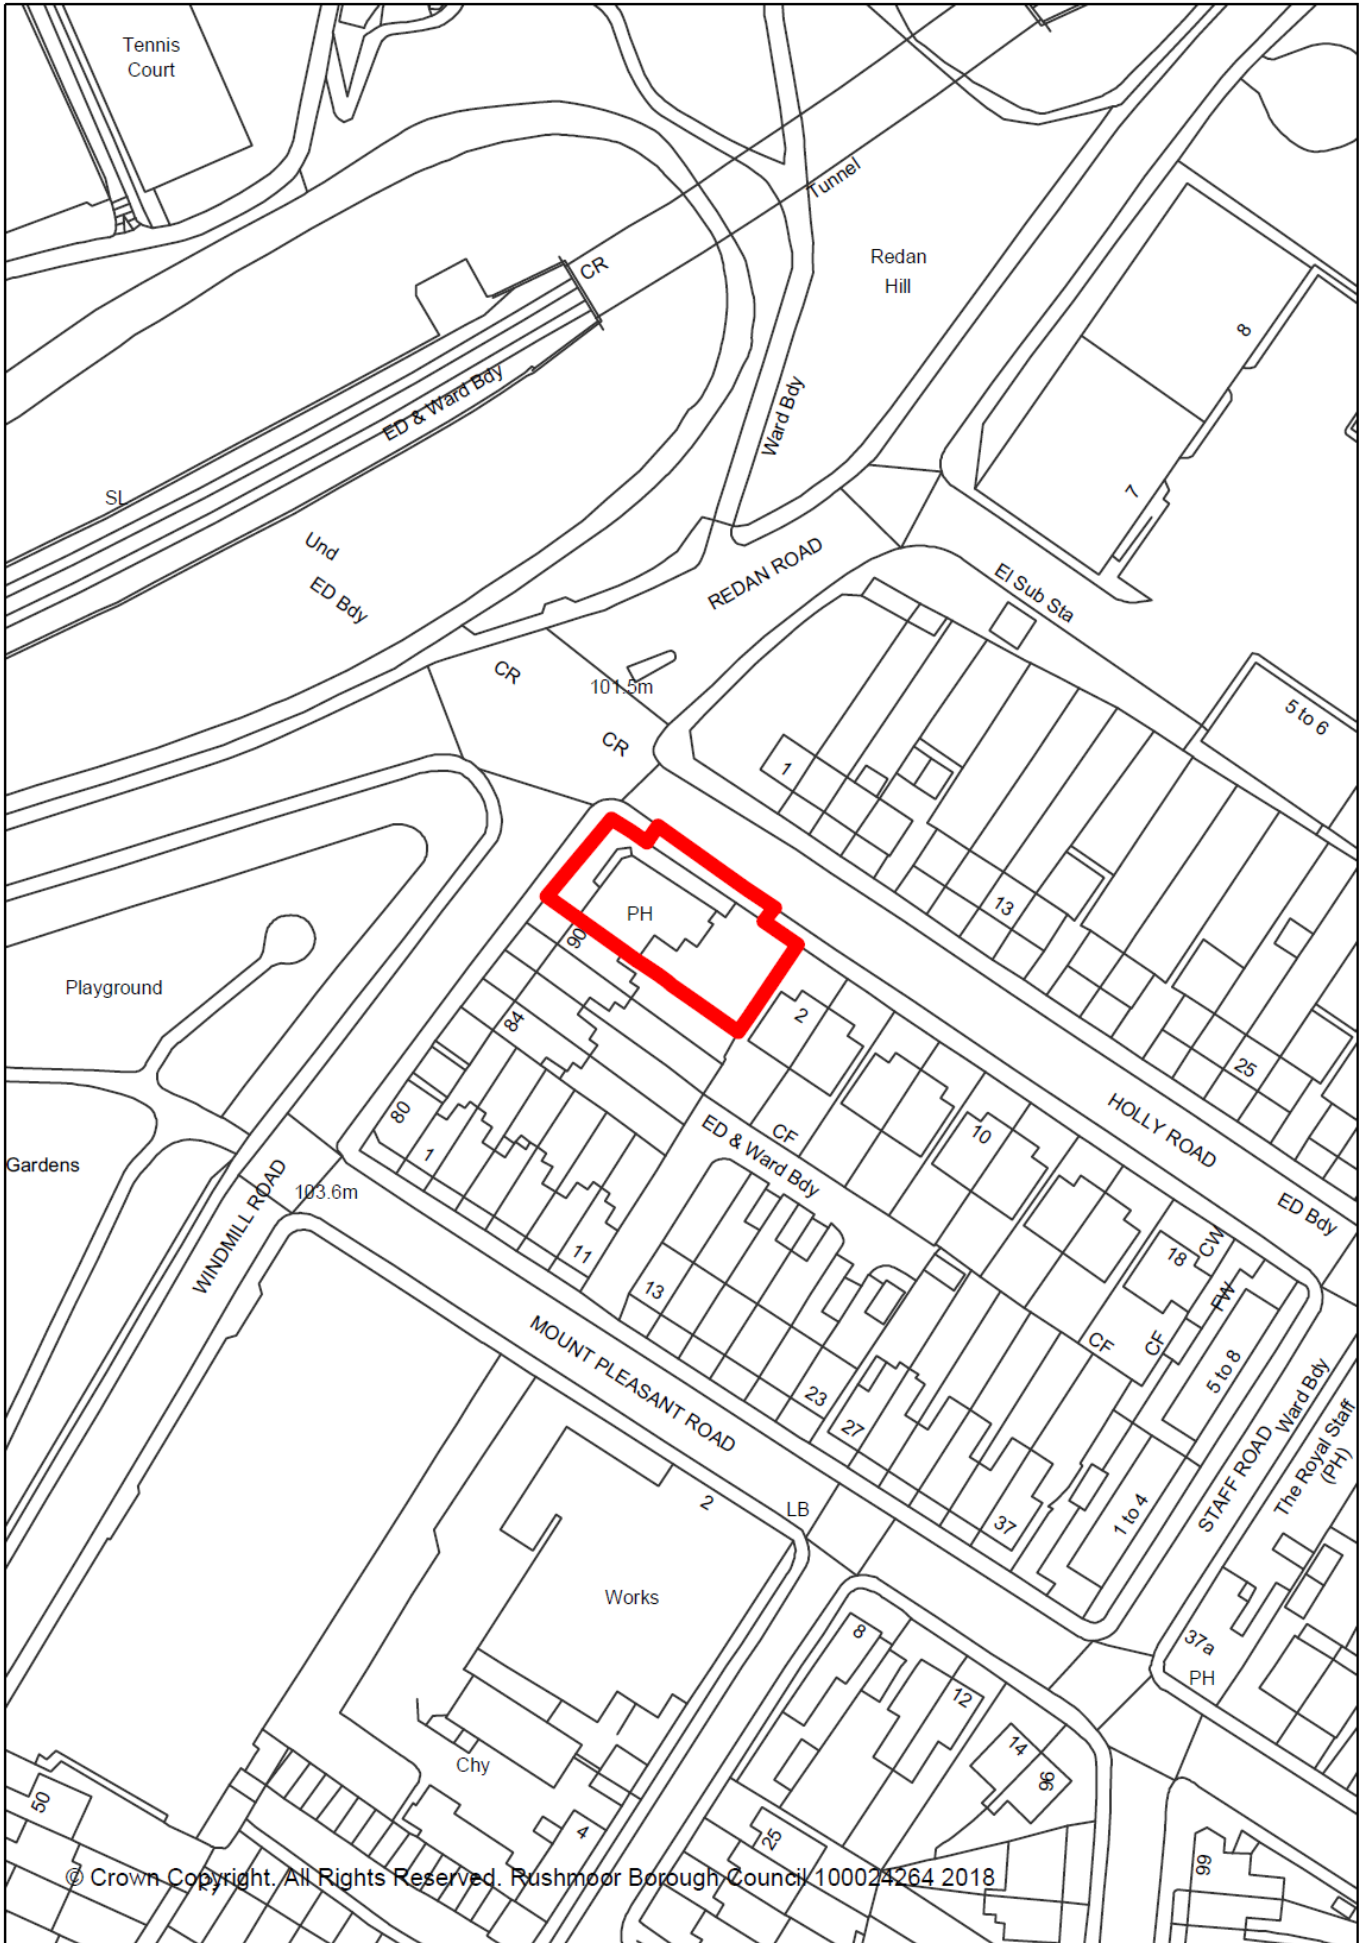 Tennis
Court
Tunnel
CR
Redan
Hill
8
ED & Ward Bdy
Ward Bdy
SL
7
Und
ED Bdy
REDAN ROAD
El Sub Sta
CR
101.5m
CR
5 to 6
1
PH
90
13
Playground
84
2
25
80
1
CF
ED & Ward Bdy
10
HOLLY ROAD
Gardens
WINDMILL ROAD
103.6m
ED Bdy
11
13
18
CW
FW
MOUNT PLEASANT ROAD
CF
CF
5 to 8
23
27
Ward Bdy
STAFF ROAD
The Royal Staff
(PH)
2
LB
37
1 to 4
Works
8
37a
PH
12
14
96
Chy
50
4
25
99
© Crown Copyright. All Rights Reserved. Rushmoor Borough Council 100024264 2018